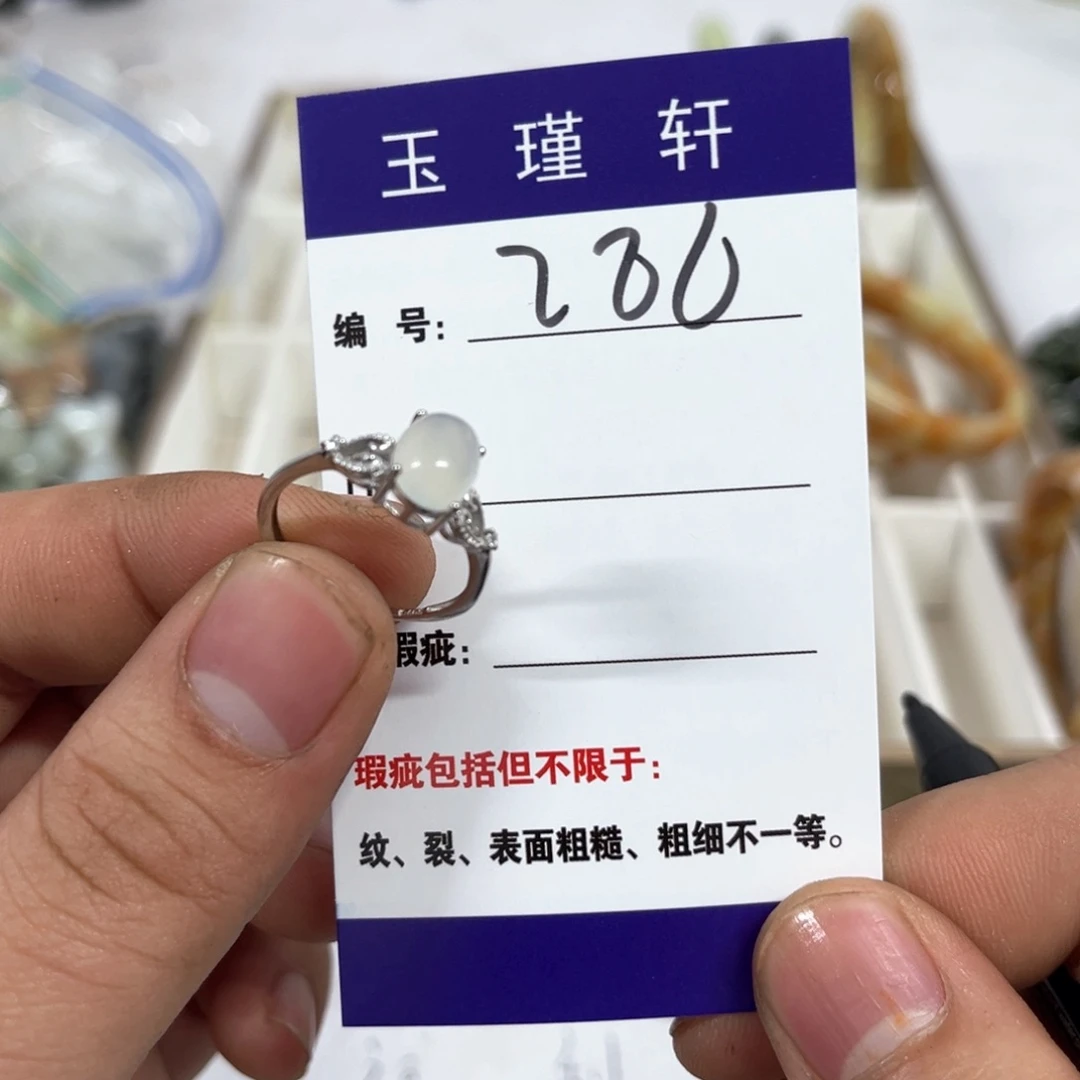 玉瑾轩
编号: 286
瑕疵:
瑕疵包括但不限于:
纹、裂、表面粗糙、粗细不一等。